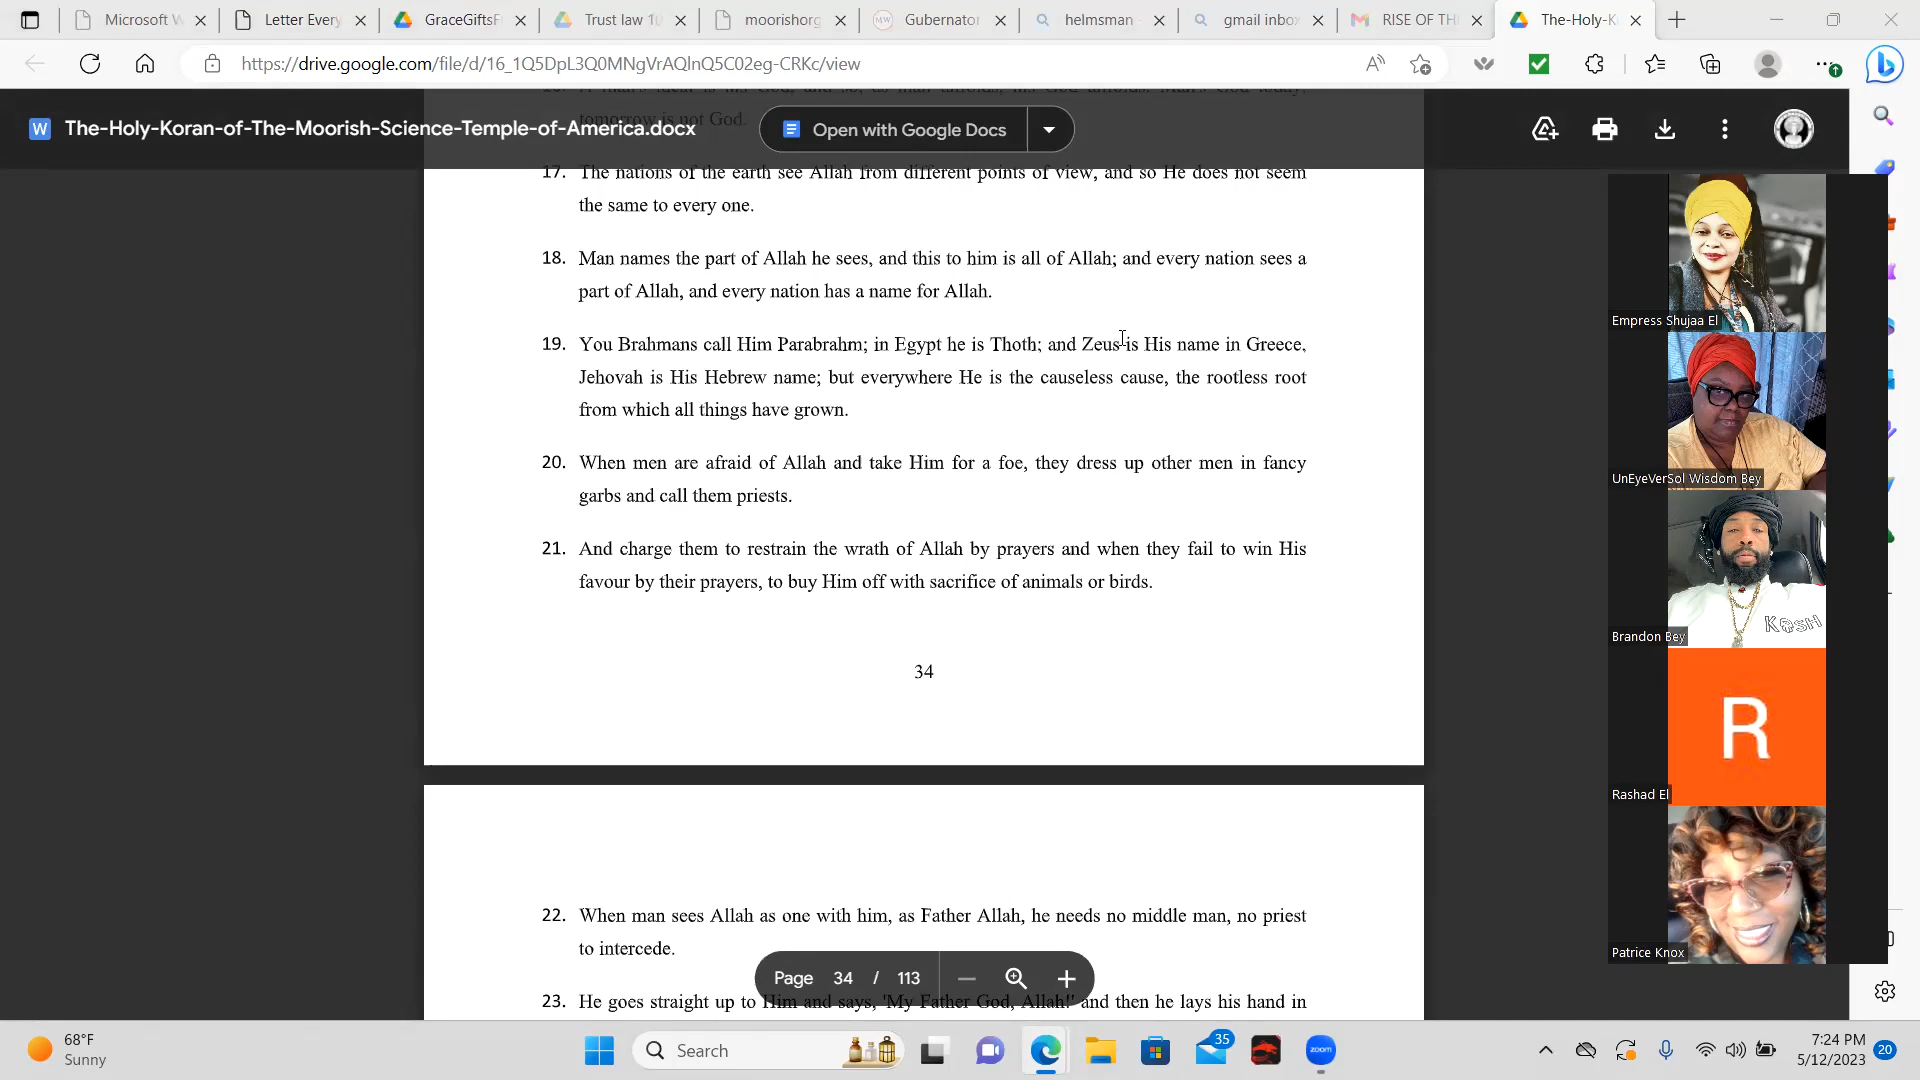 Microsoft W
Letter Every
GraceGiftsF
Trust law 10
moorishorg
MW
Gubernator
helmsman
gmail inbox
RISE OF TH
The-Holy-K
https://drive.google.com/file/d/16_1Q5DpL3Q0MNgVrAQlnQ5C02eg-CRKc/view
W
The-Holy-Koran-of-The-Moorish-Science-Temple-of-America.docx
Open with Google Docs
tomorrow is not God.
17. The nations of the earth see Allah from different points of view, and so He does not seem
the same to every one.
18. Man names the part of Allah he sees, and this to him is all of Allah; and every nation sees a
part of Allah, and every nation has a name for Allah.
19. You Brahmans call Him Parabrahm; in Egypt he is Thoth; and Zeus is His name in Greece,
Jehovah is His Hebrew name; but everywhere He is the causeless cause, the rootless root
from which all things have grown.
20. When men are afraid of Allah and take Him for a foe, they dress up other men in fancy
garbs and call them priests.
21. And charge them to restrain the wrath of Allah by prayers and when they fail to win His
favour by their prayers, to buy Him off with sacrifice of animals or birds.
34
22. When man sees Allah as one with him, as Father Allah, he needs no middle man, no priest
to intercede.
23. He goes straight up to Him and says, 'My Father God, Allah!' and then he lays his hand in
Page 34 / 113
Empress Shujaa El
UnEyeVerSol Wisdom Bey
K@sH
Brandon Bey
R
Rashad El
Patrice Knox
68°F
Sunny
Search
35
zoom
7:24 PM
5/12/2023
20